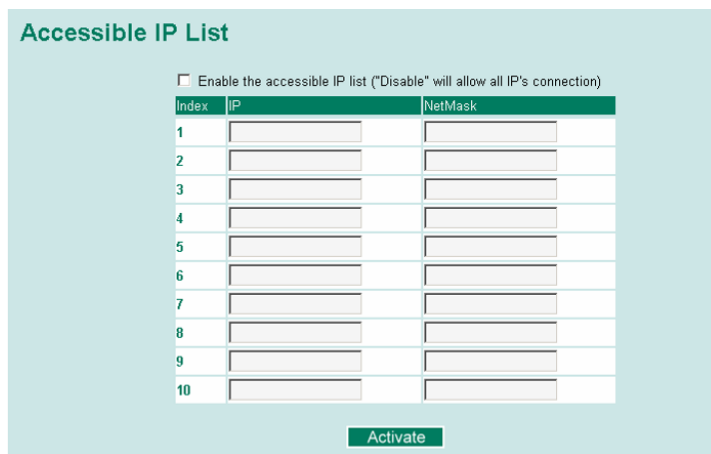 Accessible IP List
Enable the accessible IP list ("Disable" will allow all IP's connection)
Index IP NetMask
1
2
3
4
5
6
7
8
9
10
Activate